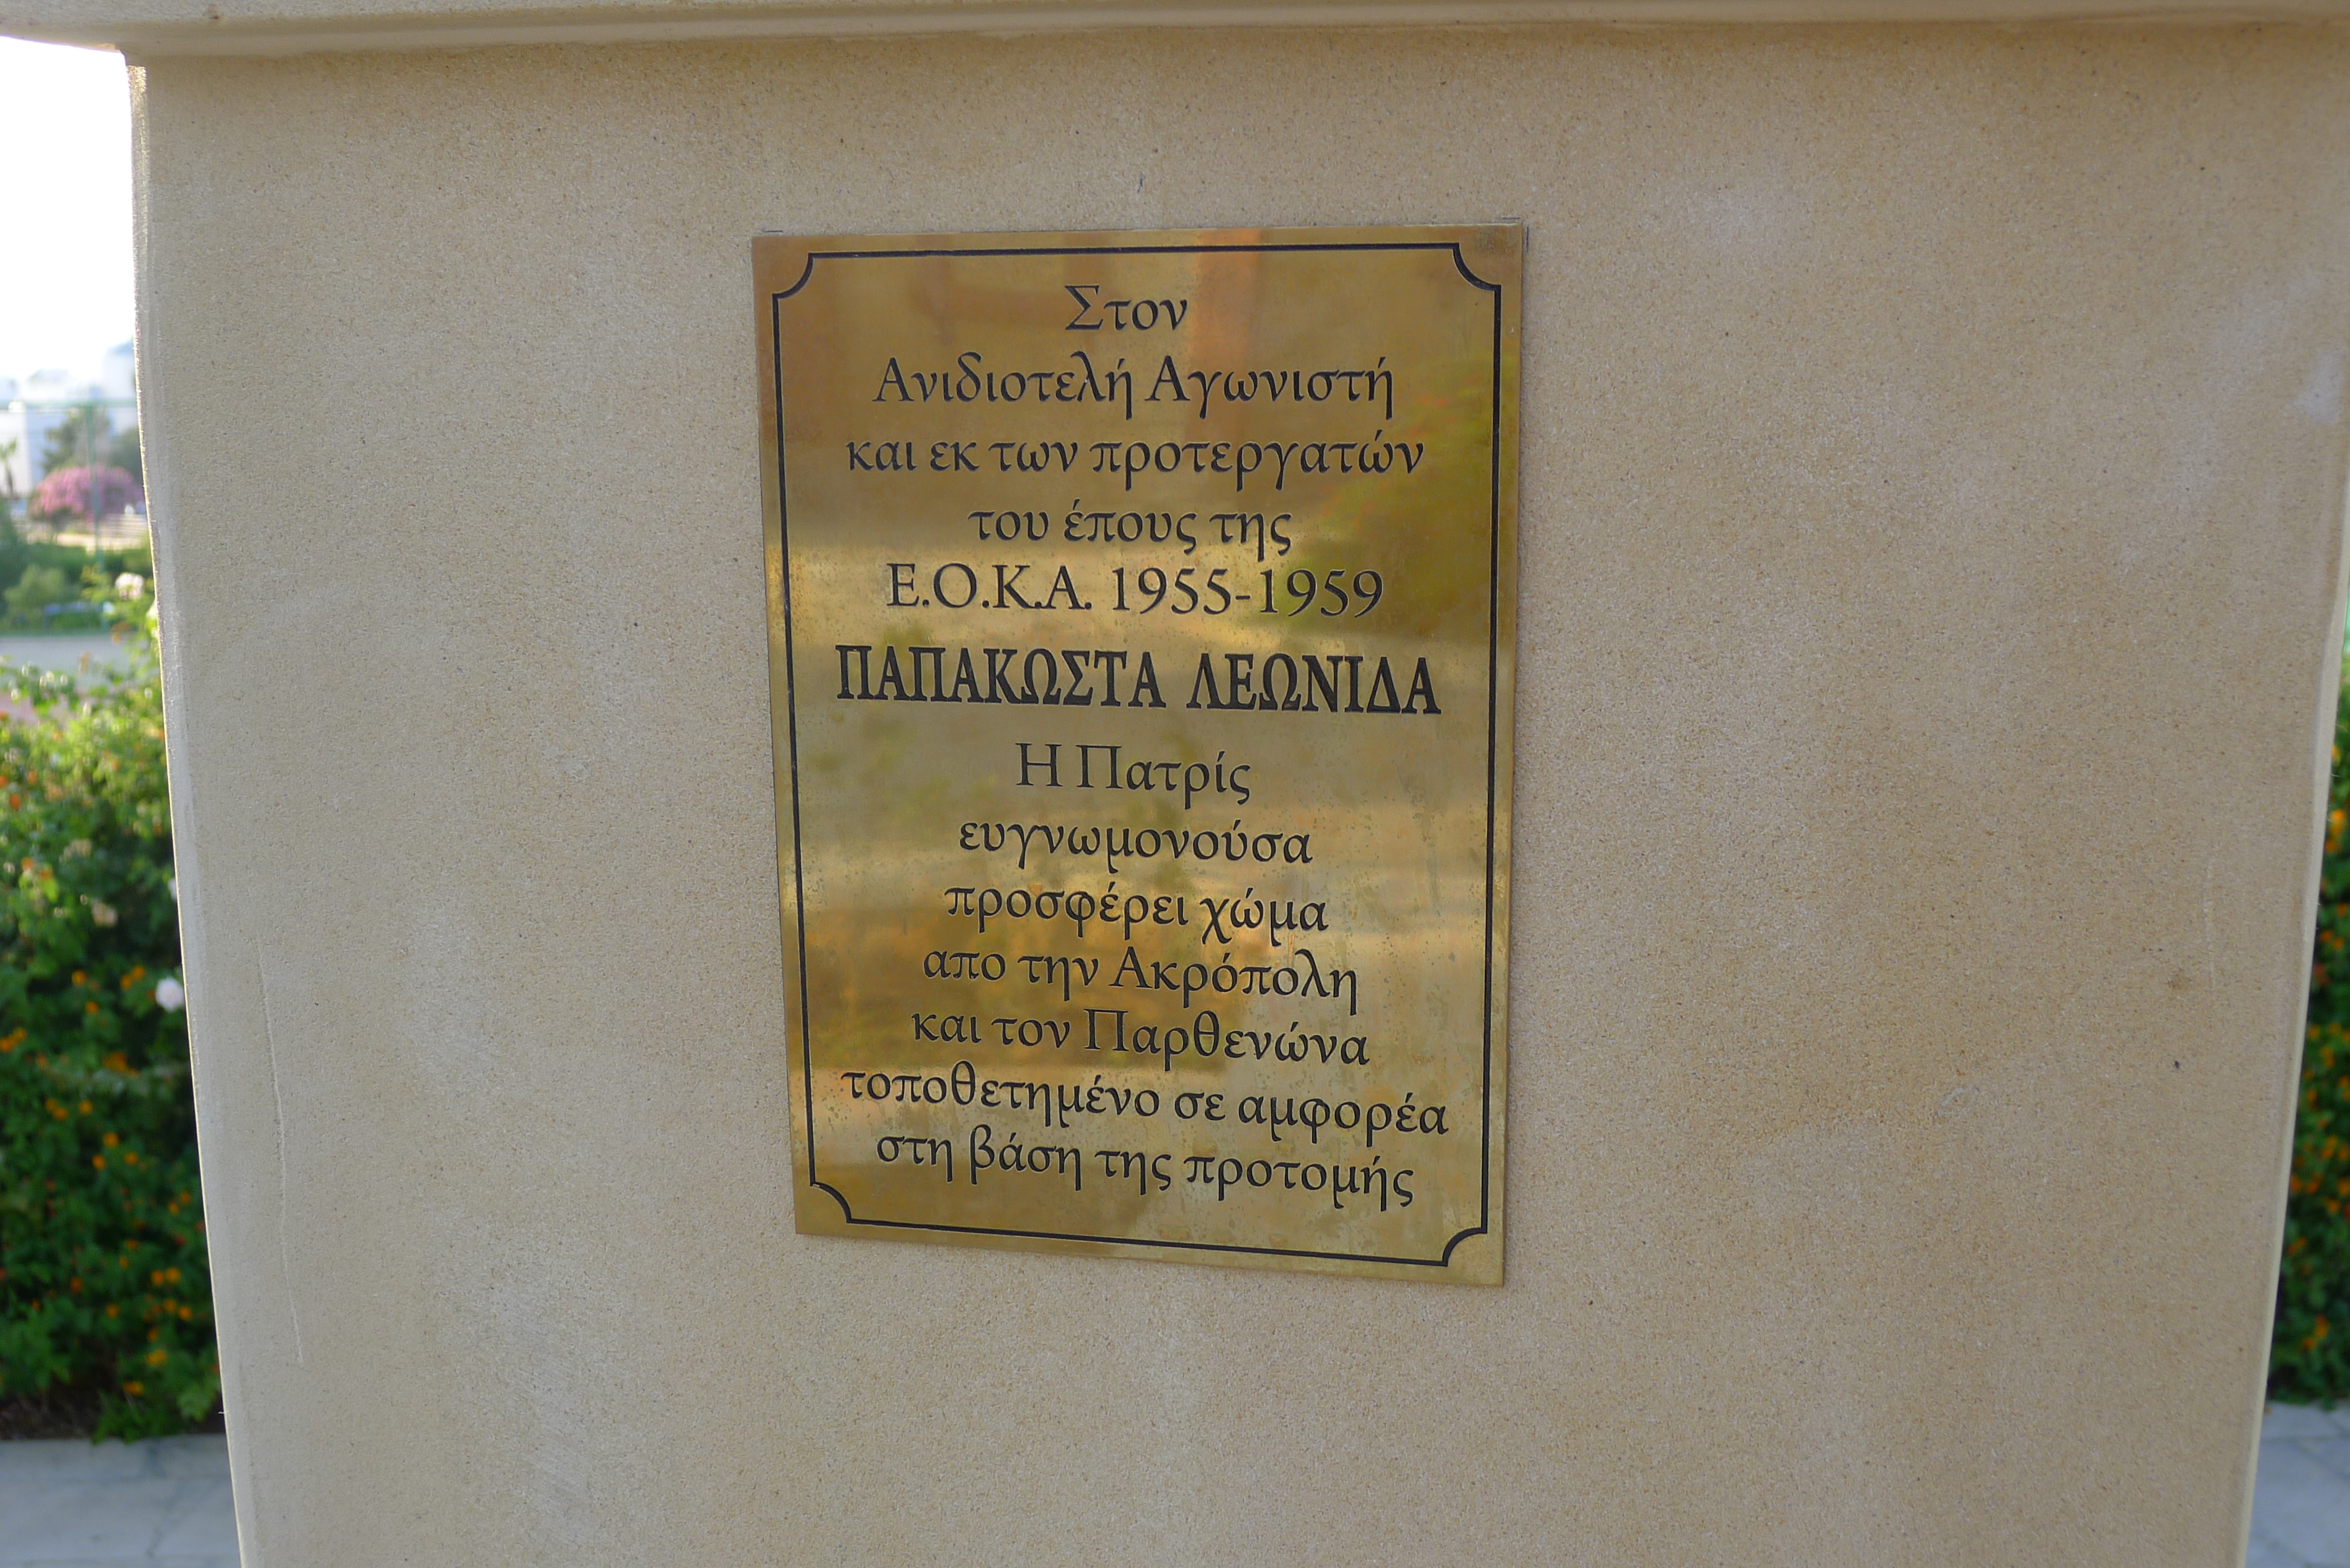 Στον
Ανιδιοτελή Αγωνιστή
και εκ των προτεργατών
του έπους της
Ε.Ο.Κ.Α. 1955-1959
ΠΑΠΑΚΩΣΤΑ ΛΕΩΝΙΔΑ
Η Πατρίς
ευγνωμονούσα
προσφέρει χώμα
απο την Ακρόπολη
και τον Παρθενώνα
τοποθετημένο σε αμφορέα
στη βάση της προτομής